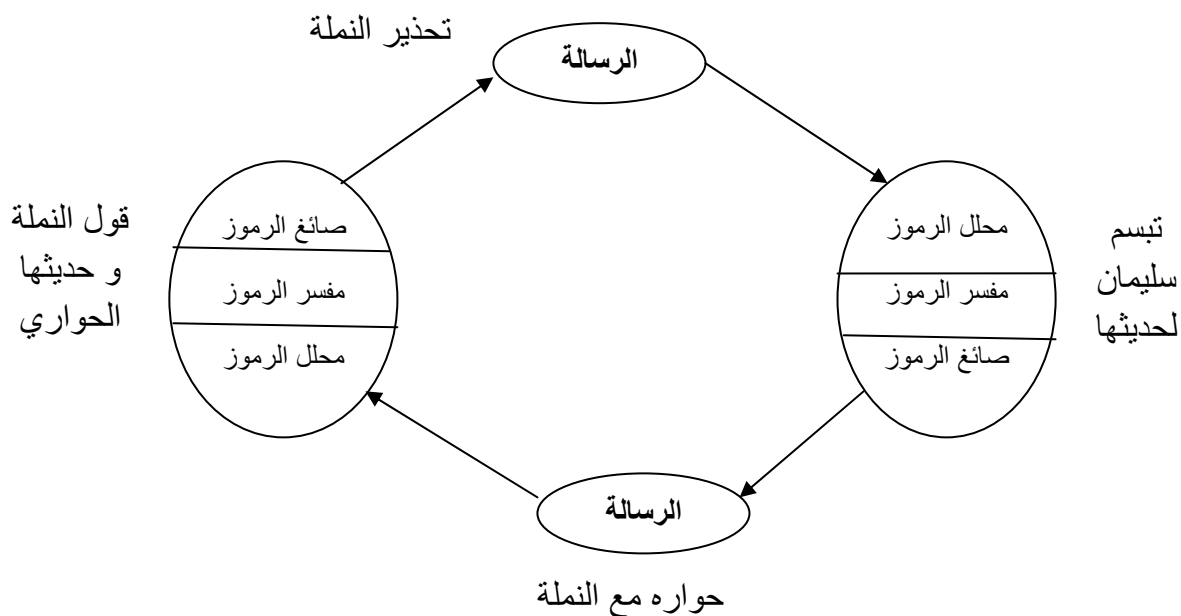 تحذير النملة
الرسالة
تبسم
سليمان
لحديثها
محلل الرموز
مفسر الرموز
صائغ الرموز
قول النملة
و حديثها
الحواري
صائغ الرموز
مفسر الرموز
محلل الرموز
الرسالة
حواره مع النملة